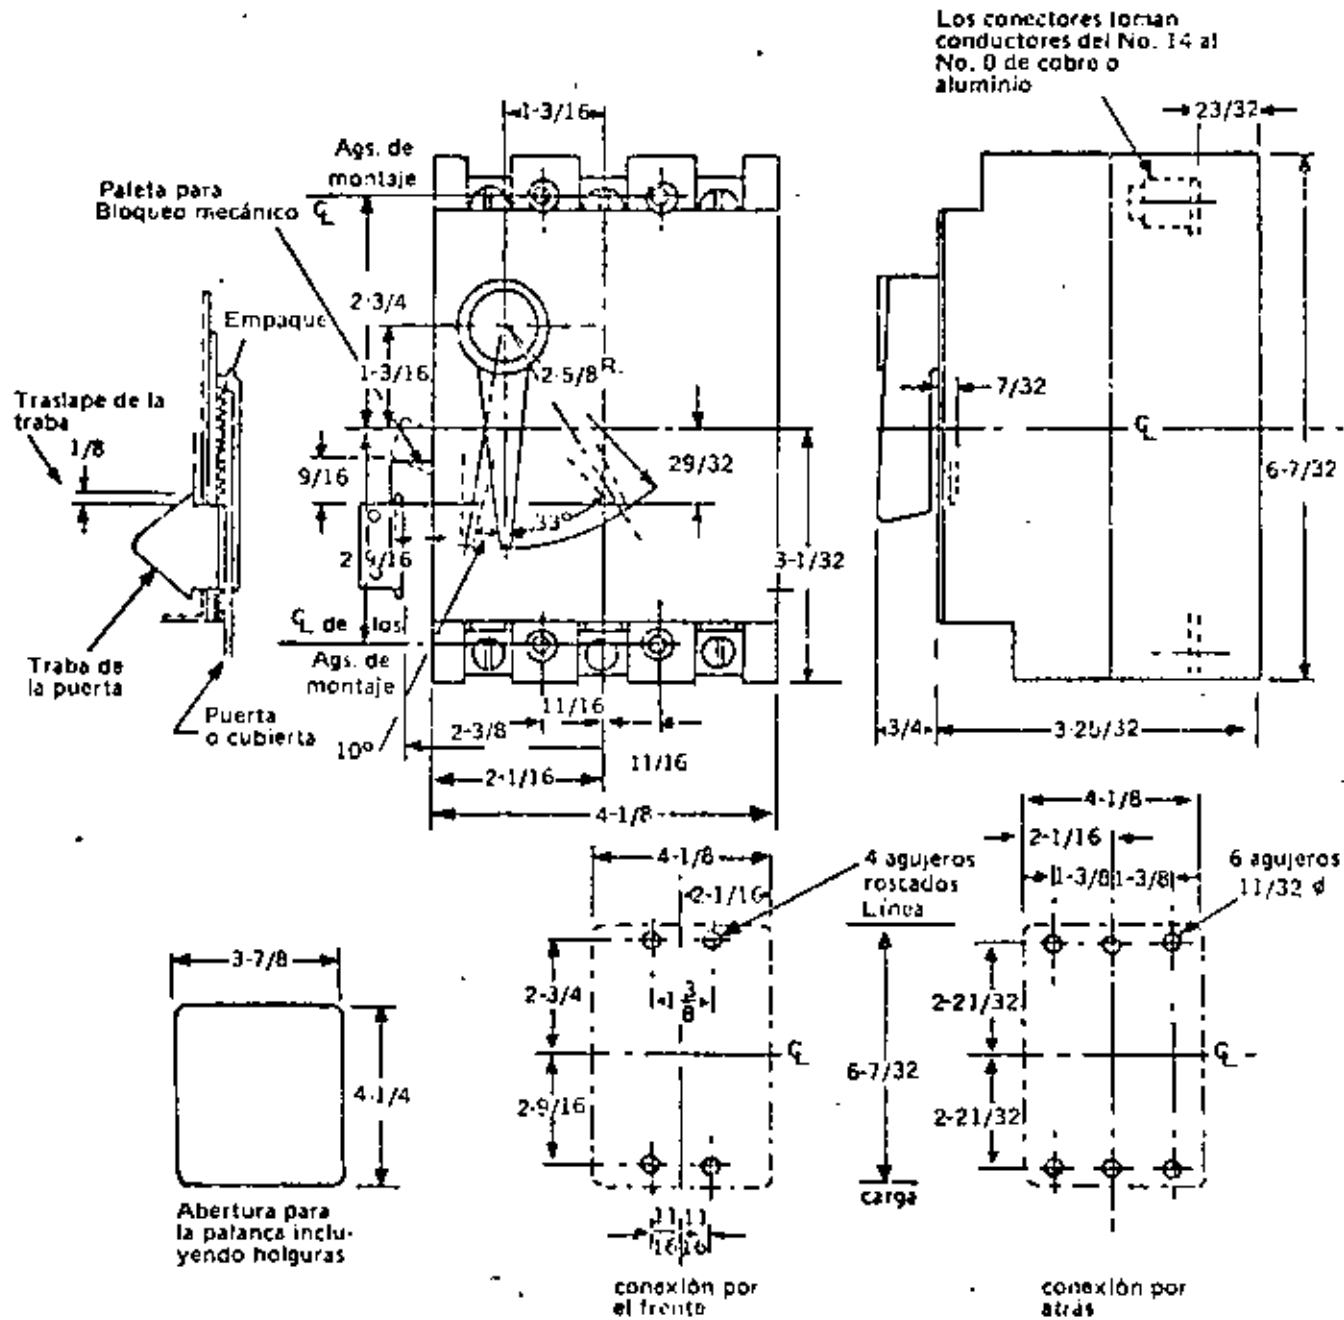 Los conectores toman
conductores del No. 14 al
No. 0 de cobre o
aluminio
1-3/16
23/32
Ags. de
montaje
Paleta para
Bloqueo mecánico
C
L
2-3/4
Empaque
1-3/16
2-5/8 R.
7/32
Traslape de la
traba
1/8
C
L
9/16
29/32
6-7/32
33°
2-9/16
3-1/32
C
L de los
Ags. de
montaje
Traba de
la puerta
Puerta
o cubierta
10°
11/16
2-3/8
11/16
3/4
3-25/32
2-1/16
4-1/8
4-1/8
4-1/8
2-1/16
4 agujeros
roscados
Línea
2-1/16
1-3/8
1-3/8
6 agujeros
11/32 ϕ
3-7/8
2-3/4
1 3/8
2-21/32
4-1/4
C
L
6-7/32
C
L
2-9/16
2-21/32
carga
Abertura para
la palanca inclu-
yendo holguras
11/16
11/16
conexión por
el frente
conexión por
atrás